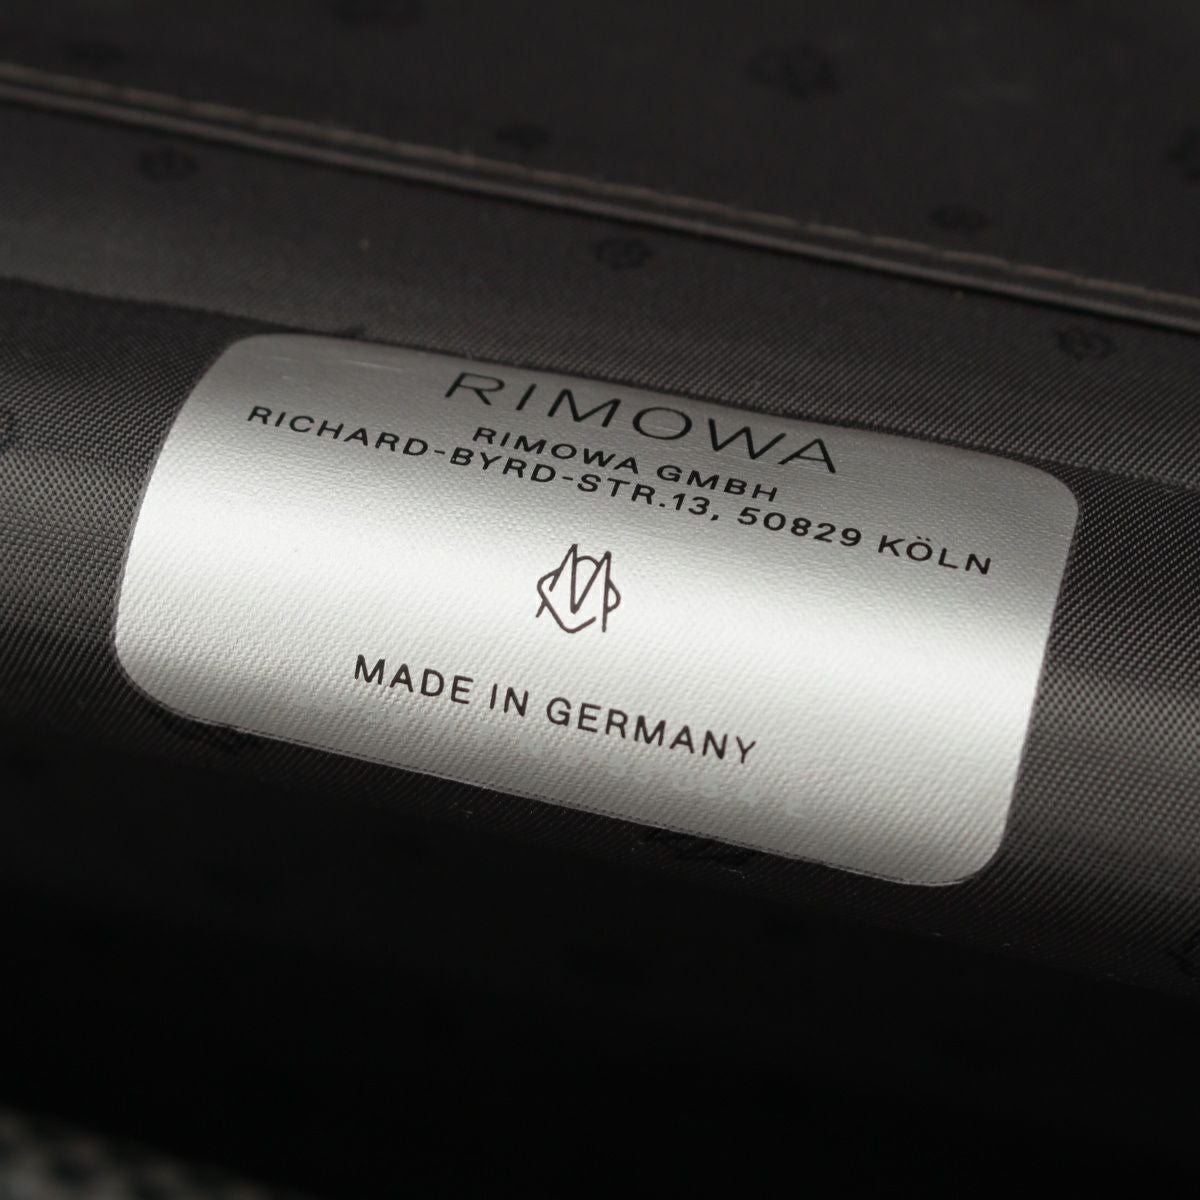 RIMOWA
RIMOWA GMBH
RICHARD-BYRD-STR.13, 50829 KÖLN
MADE IN GERMANY